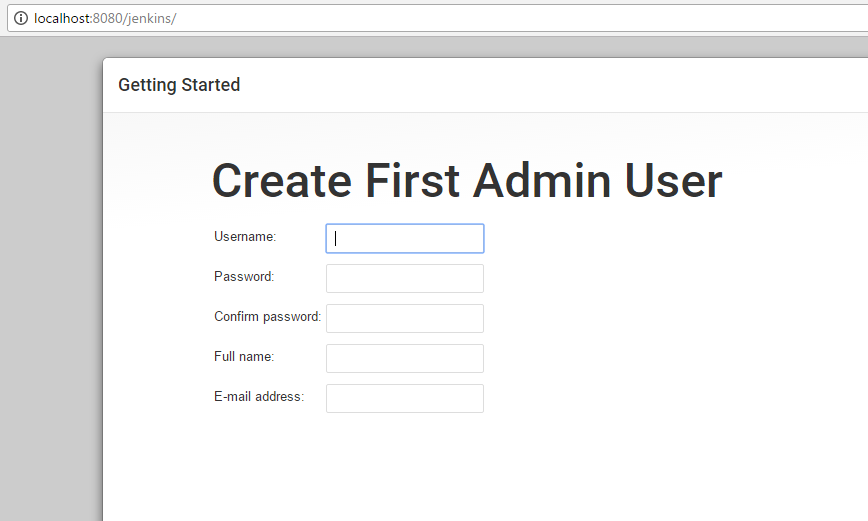 localhost:8080/jenkins/
Getting Started
Create First Admin User
Username:
Password:
Confirm password:
Full name:
E-mail address: